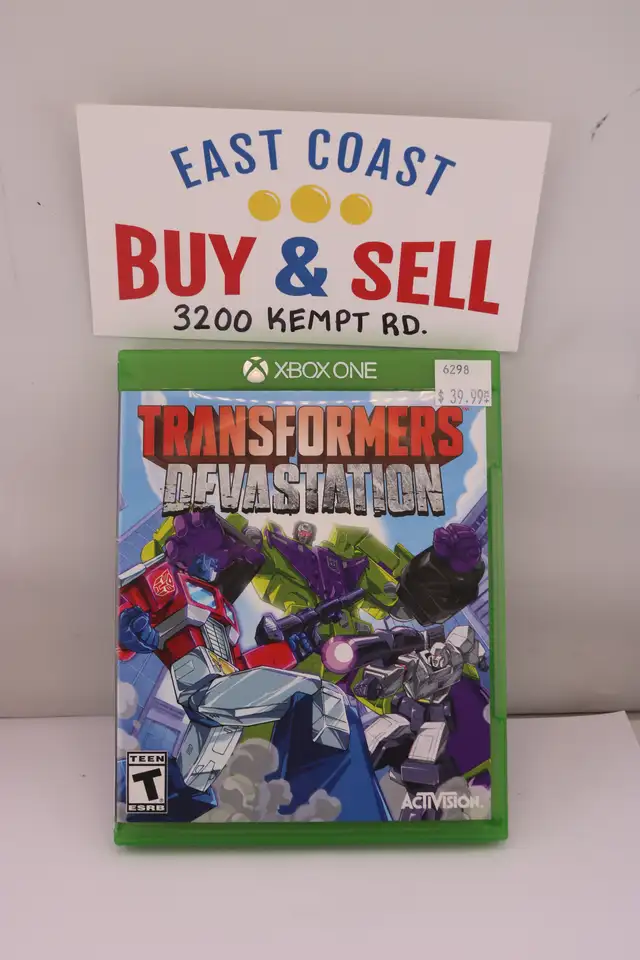 EAST COAST
BUY & SELL
3200 KEMPT RD.
XBOX ONE
6298
$ 39.99
TRANSFORMERS
DEVASTATION
TEEN
T
ESRB
ACTIVISION.